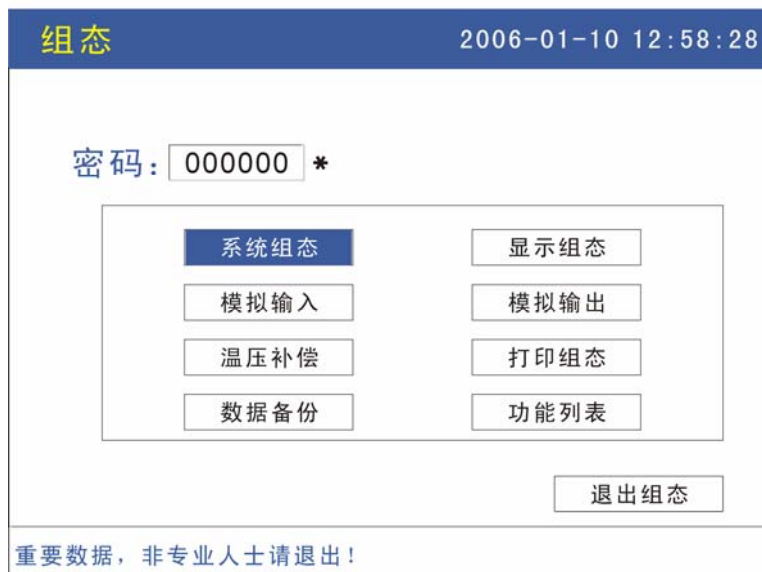 组态 2006-01-10 12:58:28
密码: 000000 *
系统组态 显示组态
模拟输入 模拟输出
温压补偿 打印组态
数据备份 功能列表
退出组态
重要数据，非专业人士请退出！